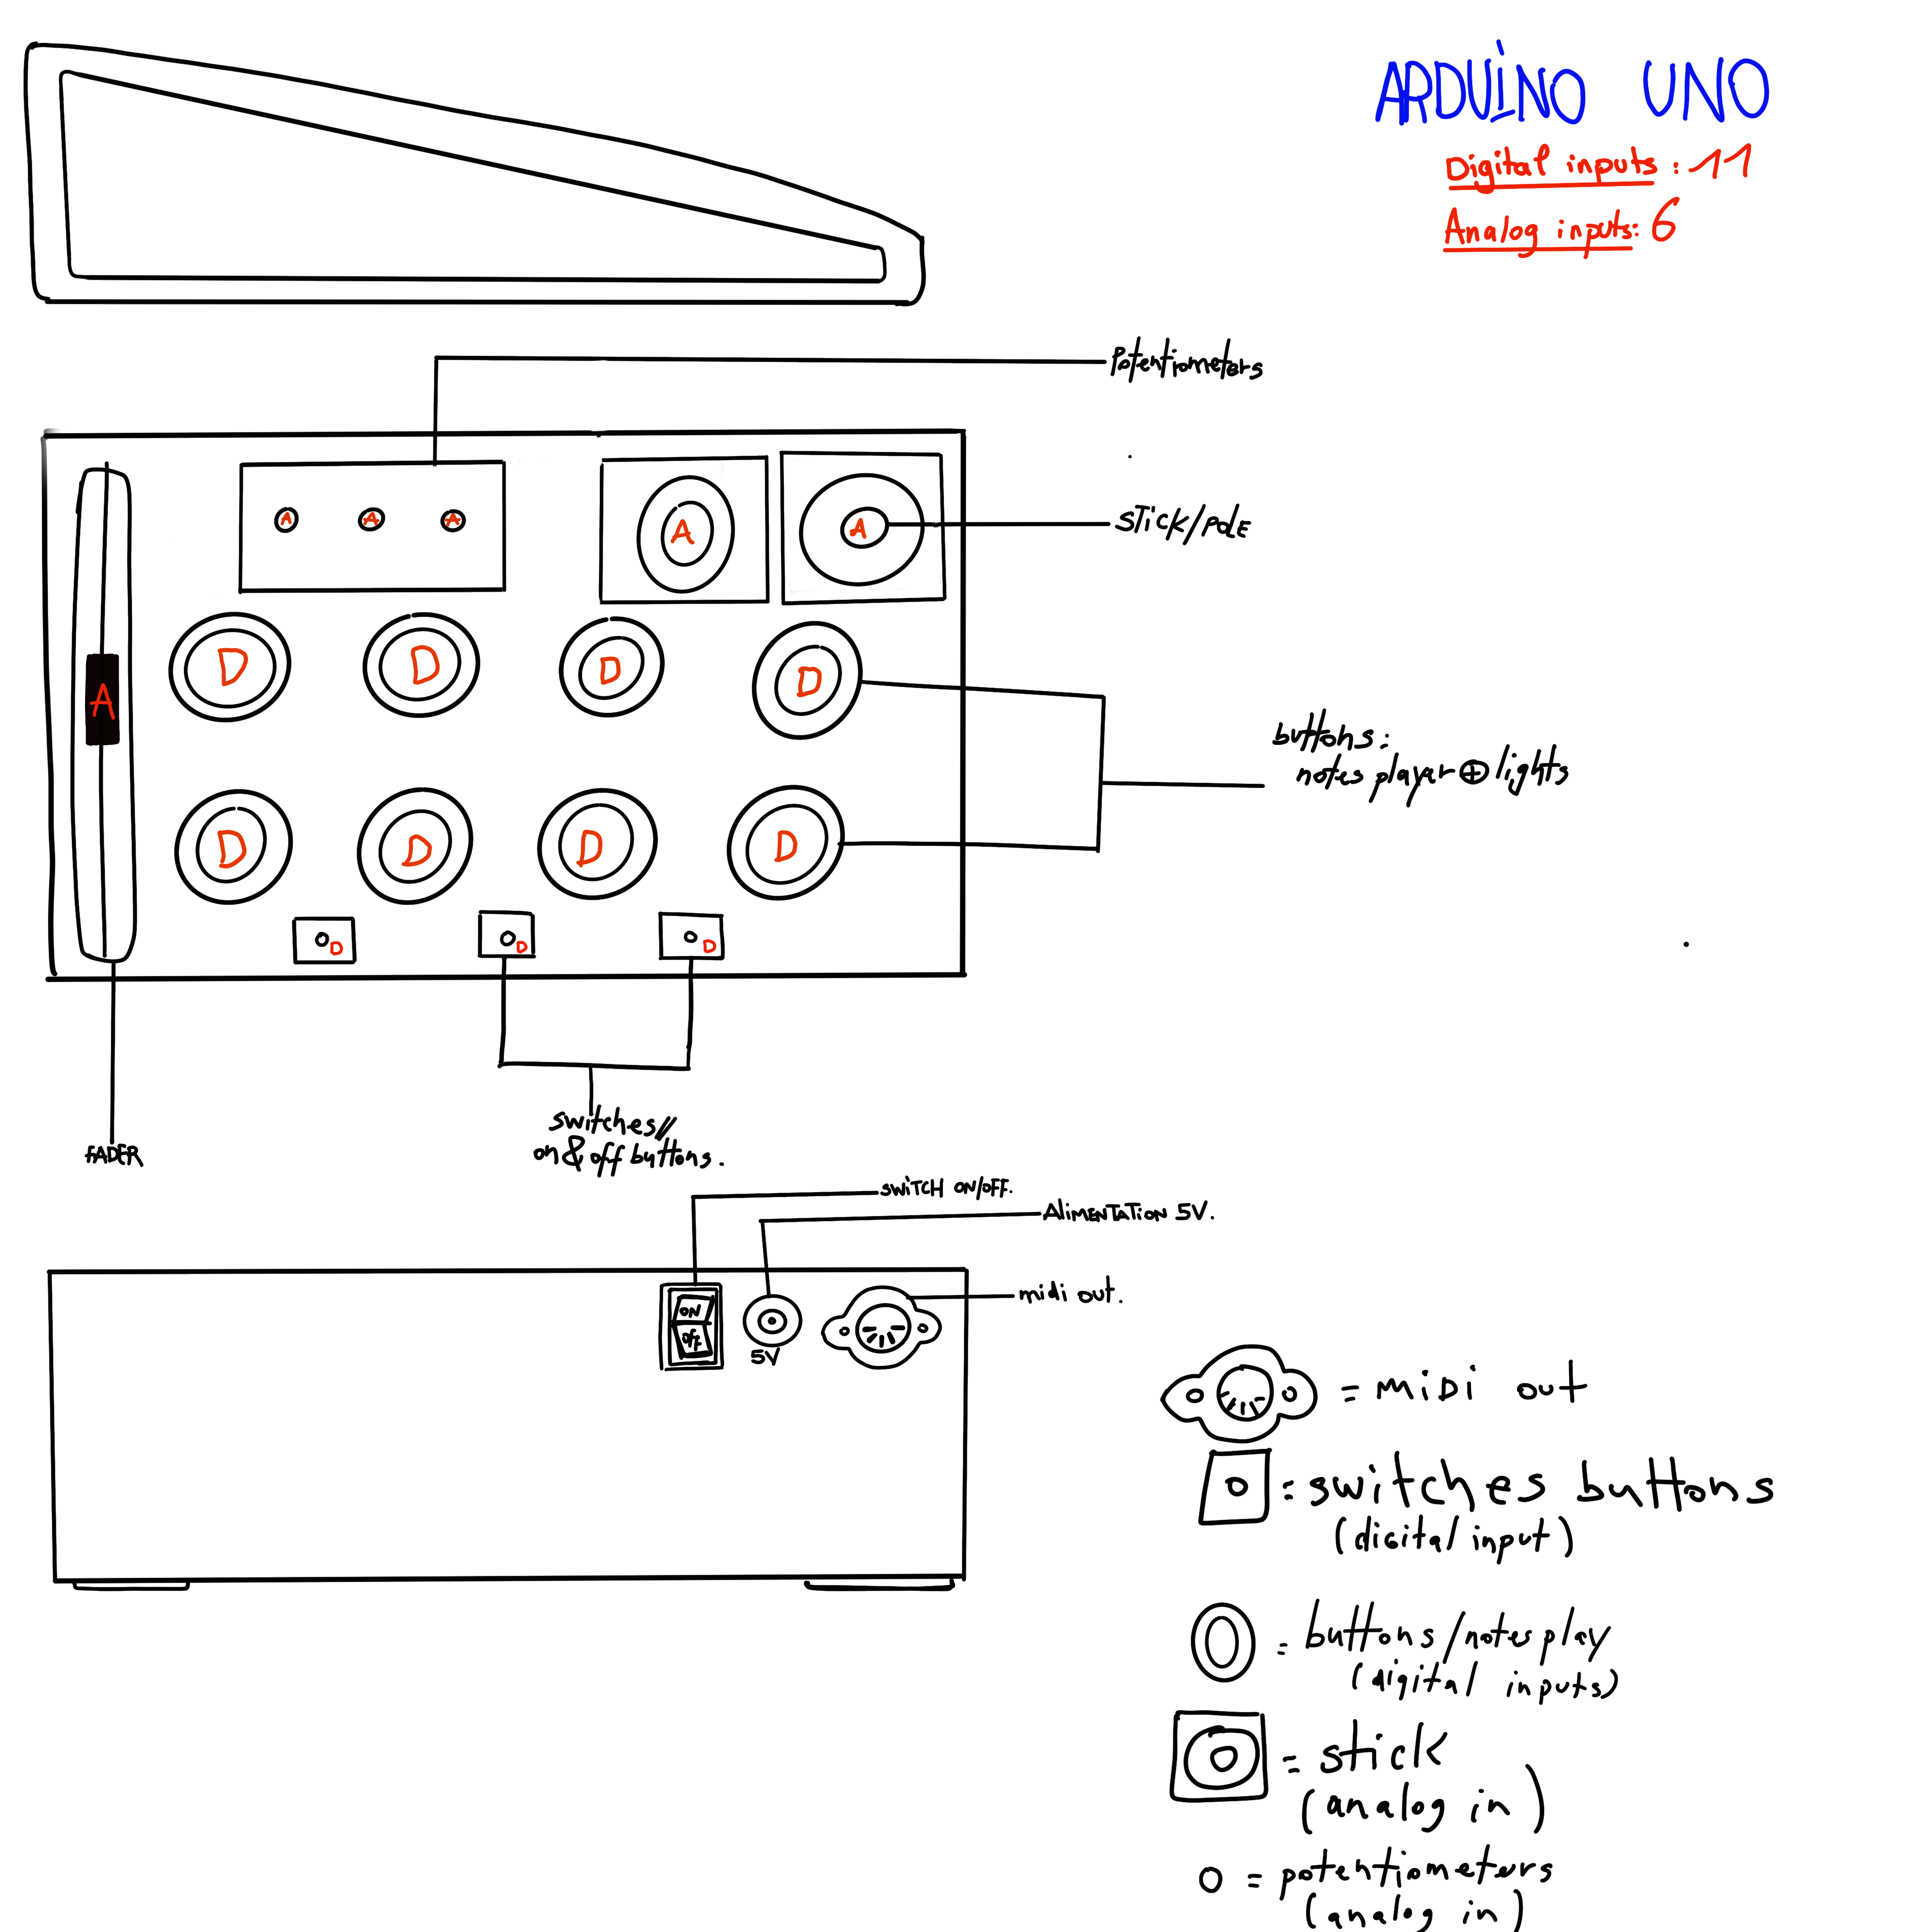 ARDUiNO UNO
Digital inputs : 11
Analog inputs: 6
Potentiometers
STiCK/POLE
A
A
A
A
A
D
D
D
D
A
buttons:
notes player ⊕ lights
D
D
D
D
D
D
D
switches//
on & off buttons.
FADER
SWiTCH ON/OFF.
ALiMENTATiON 5V.
midi out.
ON
OFF
5V
= MiDi out
= switches buttons
(digital input)
= buttons/notes play
(digital inputs)
= stick
(analog in)
= potentiometers
(analog in)